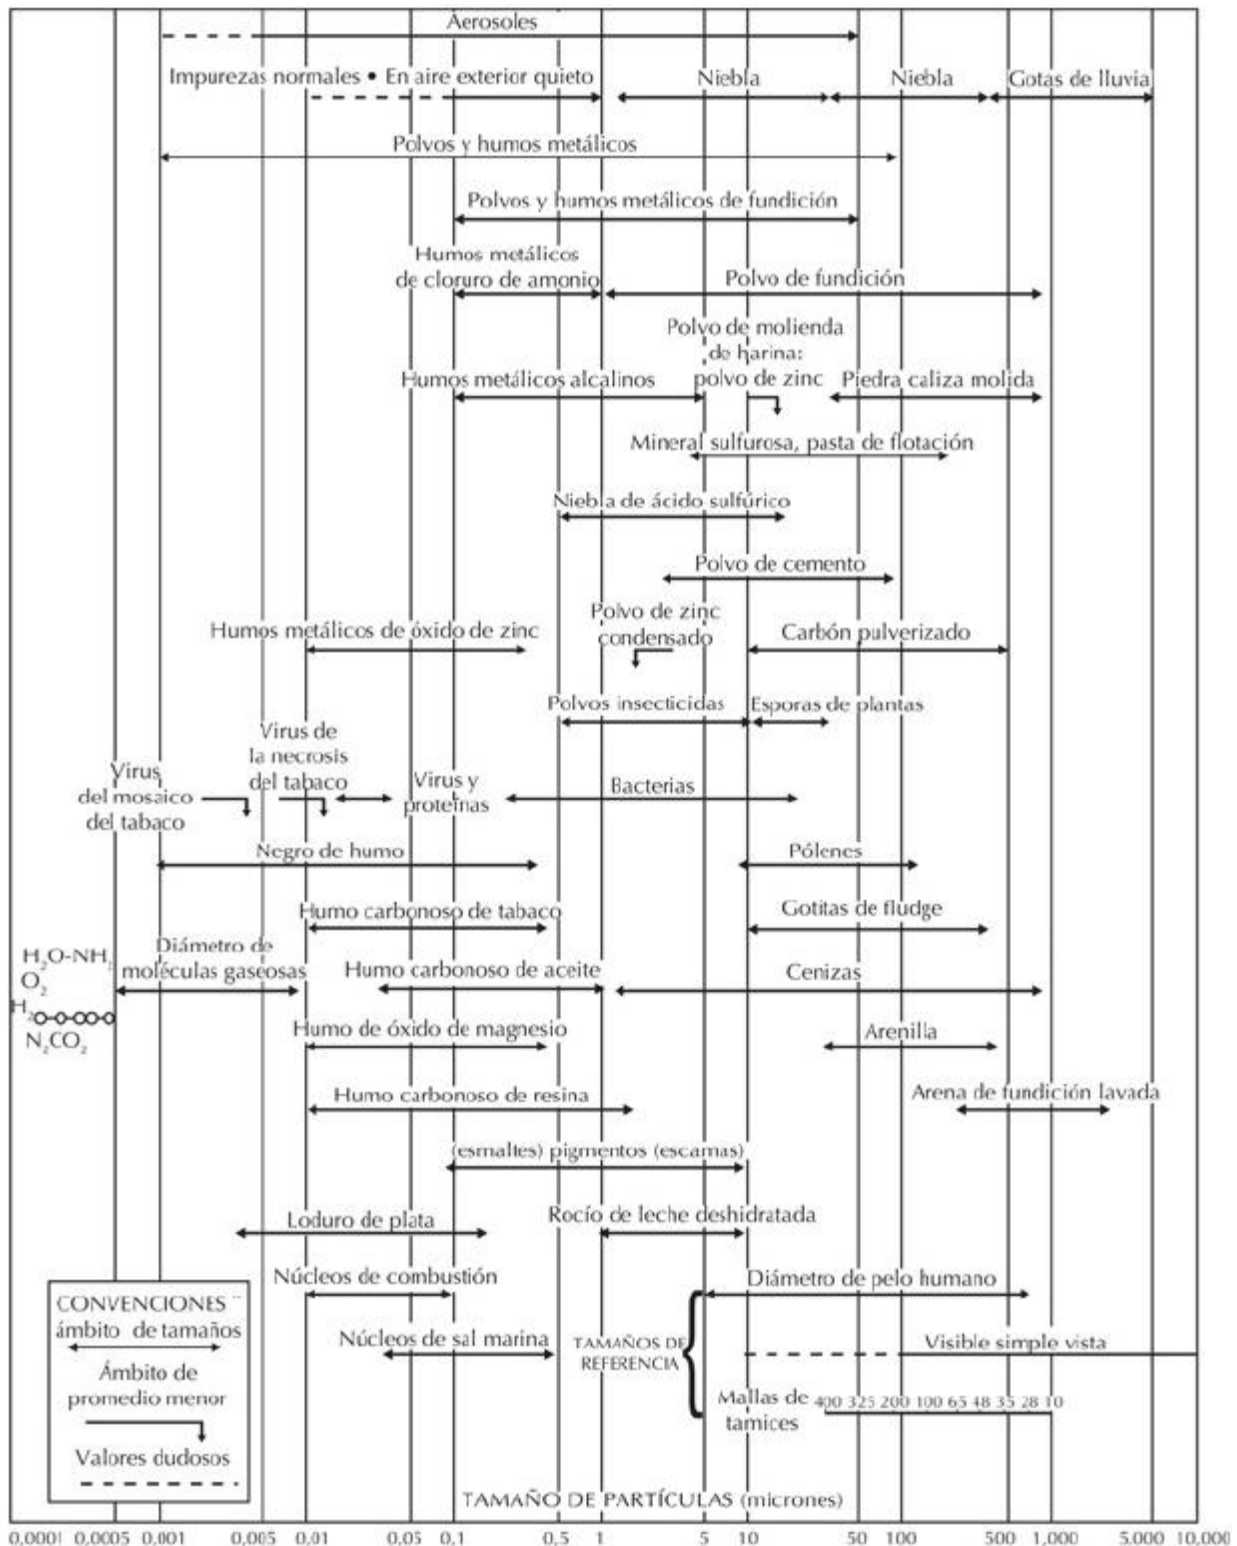 Aerosoles
Impurezas normales • En aire exterior quieto
Niebla
Niebla
Gotas de lluvia
Polvos y humos metálicos
Polvos y humos metálicos de fundición
Humos metálicos
de cloruro de amonio
Polvo de fundición
Polvo de molienda
de harina:
polvo de zinc
Humos metálicos alcalinos
Piedra caliza molida
Mineral sulfurosa, pasta de flotación
Niebla de ácido sulfúrico
Polvo de cemento
Humos metálicos de óxido de zinc
Polvo de zinc
condensado
Carbón pulverizado
Polvos insecticidas
Esporas de plantas
Virus
del mosaico
del tabaco
Virus de
la necrosis
del tabaco
Virus y
proteínas
Bacterias
Negro de humo
Pólenes
Humo carbonoso de tabaco
Gotitas de fludge
H₂O-NH₂
O₂
H₂
N₂CO₂
Diámetro de
moléculas gaseosas
Humo carbonoso de aceite
Cenizas
Humo de óxido de magnesio
Arenilla
Humo carbonoso de resina
Arena de fundición lavada
(esmaltes) pigmentos (escamas)
Loduro de plata
Rocío de leche deshidratada
Núcleos de combustión
Diámetro de pelo humano
Núcleos de sal marina
TAMAÑOS DE
REFERENCIA
Visible simple vista
Mallas de
tamices
400 325 200 100 65 48 35 28 10
CONVENCIONES
ámbito de tamaños
Ámbito de
promedio menor
Valores dudosos
TAMAÑO DE PARTÍCULAS (micrones)
0,0001 0,0005 0,001 0,005 0,01 0,05 0,1 0,5 1 5 10 50 100 500 1,000 5.000 10,000